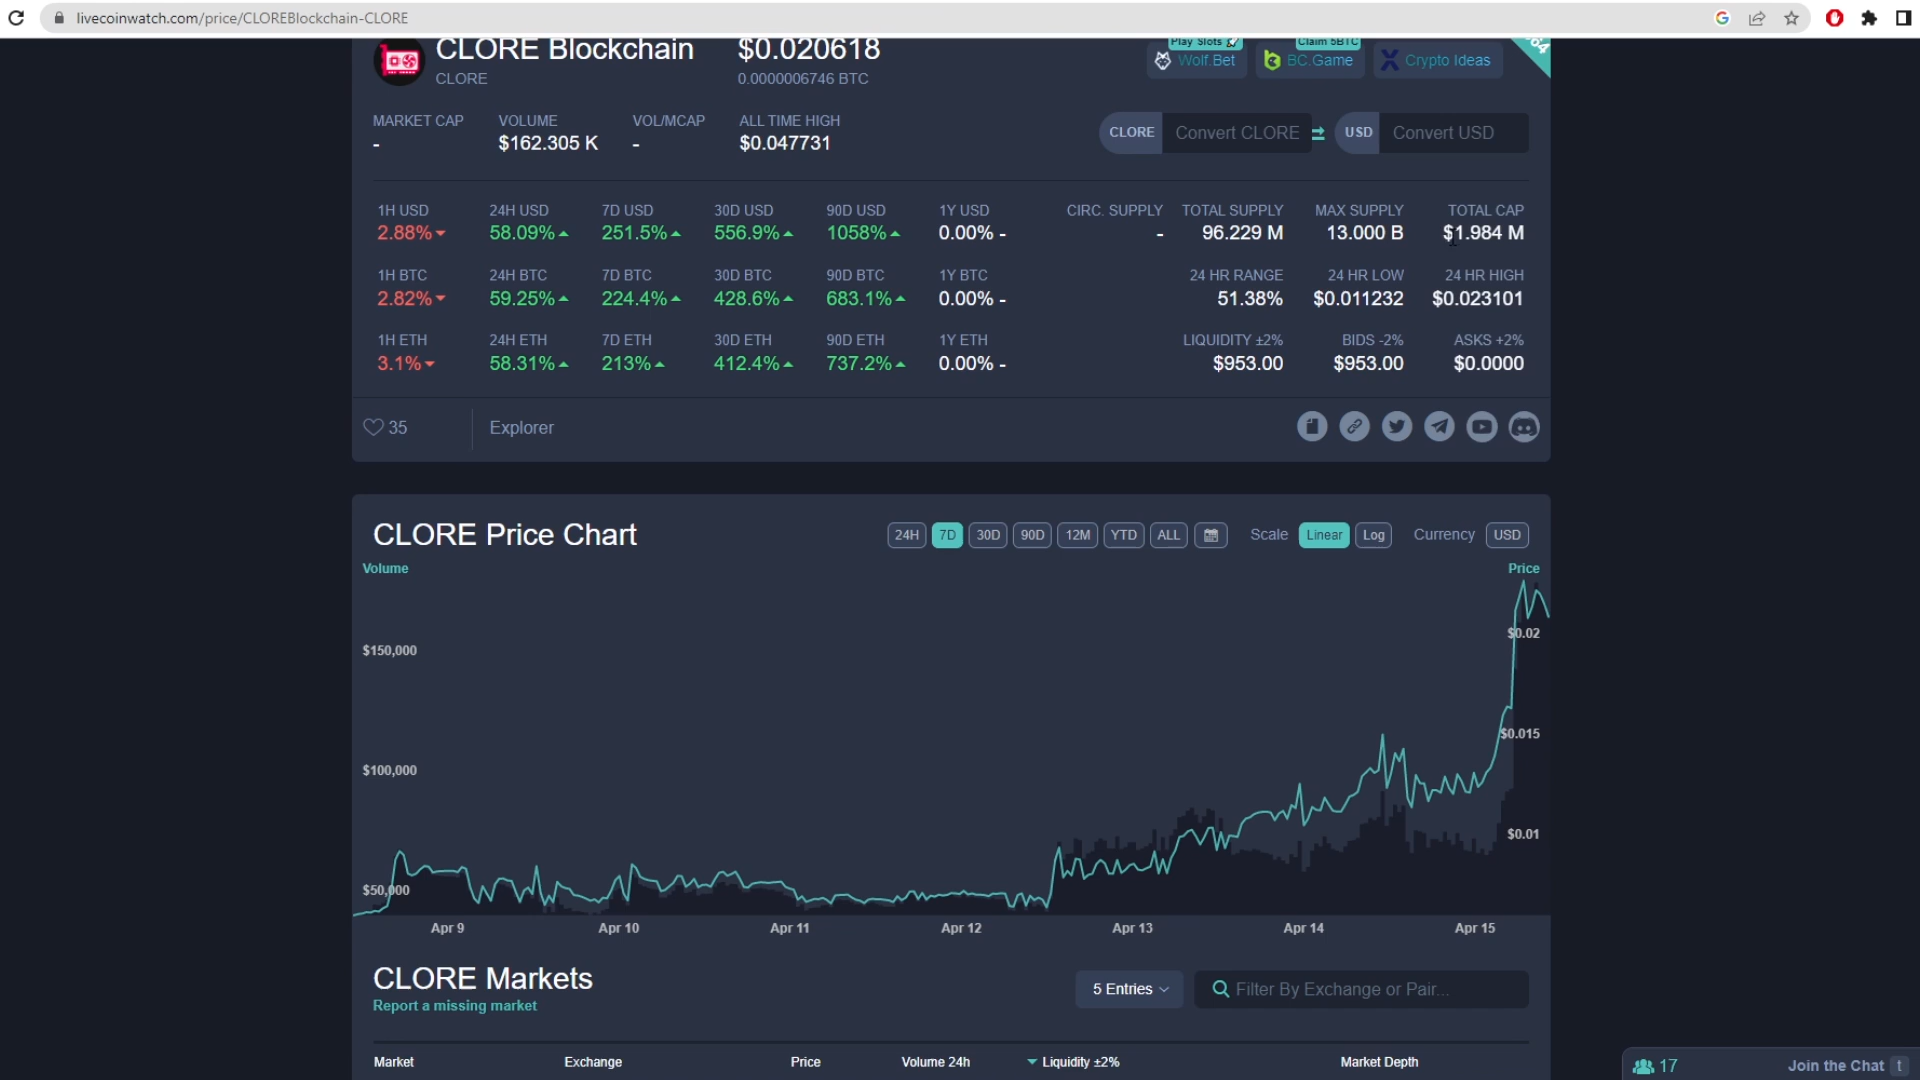 livecoinwatch.com/price/CLOREBlockchain-CLORE
CLORE Blockchain
CLORE
$0.020618
0.0000006746 BTC
Play Slots
Wolf.Bet
Claim 5BTC
BC.Game
Crypto Ideas
MARKET CAP VOLUME VOL/MCAP ALL TIME HIGH
- $162.305 K - $0.047731
CLORE Convert CLORE USD Convert USD
1H USD 24H USD 7D USD 30D USD 90D USD 1Y USD CIRC. SUPPLY TOTAL SUPPLY MAX SUPPLY TOTAL CAP
2.88% 58.09% 251.5% 556.9% 1058% 0.00% - - 96.229 M 13.000 B $1.984 M
1H BTC 24H BTC 7D BTC 30D BTC 90D BTC 1Y BTC 24 HR RANGE 24 HR LOW 24 HR HIGH
2.82% 59.25% 224.4% 428.6% 683.1% 0.00% - 51.38% $0.011232 $0.023101
1H ETH 24H ETH 7D ETH 30D ETH 90D ETH 1Y ETH LIQUIDITY ±2% BIDS -2% ASKS +2%
3.1% 58.31% 213% 412.4% 737.2% 0.00% - $953.00 $953.00 $0.0000
35 Explorer
CLORE Price Chart
24H 7D 30D 90D 12M YTD ALL Scale Linear Log Currency USD
Volume Price
$0.02
$150,000
$0.015
$100,000
$0.01
$50,000
Apr 9 Apr 10 Apr 11 Apr 12 Apr 13 Apr 14 Apr 15
CLORE Markets
Report a missing market
5 Entries Filter By Exchange or Pair...
Market Exchange Price Volume 24h Liquidity ±2% Market Depth
17 Join the Chat t